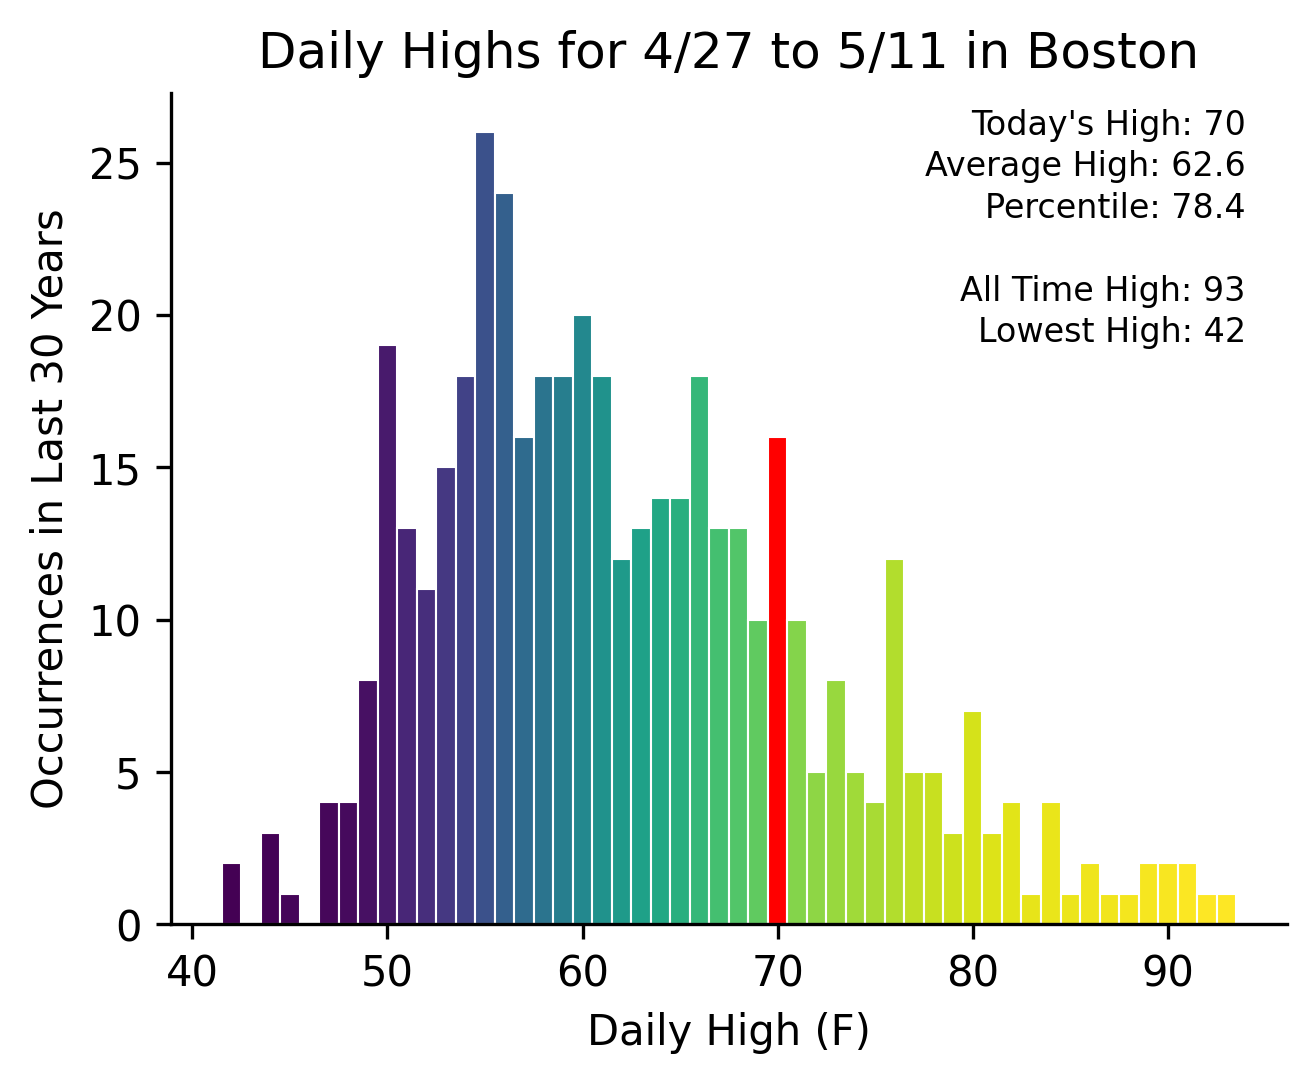 Daily Highs for 4/27 to 5/11 in Boston
Today's High: 70
Average High: 62.6
Percentile: 78.4
All Time High: 93
Lowest High: 42
Occurrences in Last 30 Years
25
20
15
10
5
0
40 50 60 70 80 90
Daily High (F)